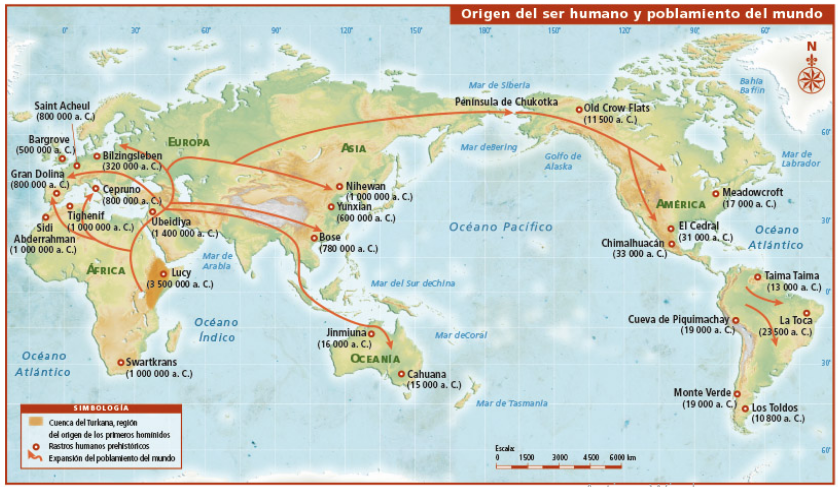 Origen del ser humano y poblamiento del mundo
0°
30°
60°
90°
120°
150°
180°
150°
120°
90°
60°
30°
N
Mar de Siberia
Península de Chukotka
Old Crow Flats
(11 500 a. C.)
Bahía
Baffin
Saint Acheul
(800 000 a. C.)
Bargrove
(500 000 a. C.)
EUROPA
Bilzingsleben
(320 000 a. C.)
Gran Dolina
(800 000 a. C.)
Cepruno
(800 000 a. C.)
ASIA
Mar deBering
Golfo de
Alaska
60°
Mar de
Labrador
Nihewan
(1 000 000 a. C.)
Yunxian
(600 000 a. C.)
AMÉRICA
Meadowcroft
(17 000 a. C.)
Tighenif
(1 000 000 a. C.)
Sidi
Abderrahman
(1 000 000 a. C.)
Ubeidiya
(1 400 000 a. C.)
Bose
(780 000 a. C.)
Océano Pacífico
El Cedral
(31 000 a. C.)
Chimalhuacán
(33 000 a. C.)
30°
Océano
Atlántico
ÁFRICA
Mar de
Arabia
Lucy
(3 500 000 a. C.)
Mar del Sur deChina
Taima Taima
(13 000 a. C.)
0°
Océano
Índico
Jinmiuna
(16 000 a. C.)
Mar deCoral
Cueva de Piquimachay
(19 000 a. C.)
La Toca
(23 500 a. C.)
Océano
Atlántico
Swartkrans
(1 000 000 a. C.)
OCEANÍA
Cahuana
(15 000 a. C.)
30°
Mar de Tasmania
Monte Verde
(19 000 a. C.)
Los Toldos
(10 800 a. C.)
SIMBOLOGÍA
Cuenca del Turkana, región
del origen de los primeros homínidos
Rastros humanos prehistóricos
Expansión del poblamiento del mundo
Escala:
0 1500 3000 4500 6000 km
60°